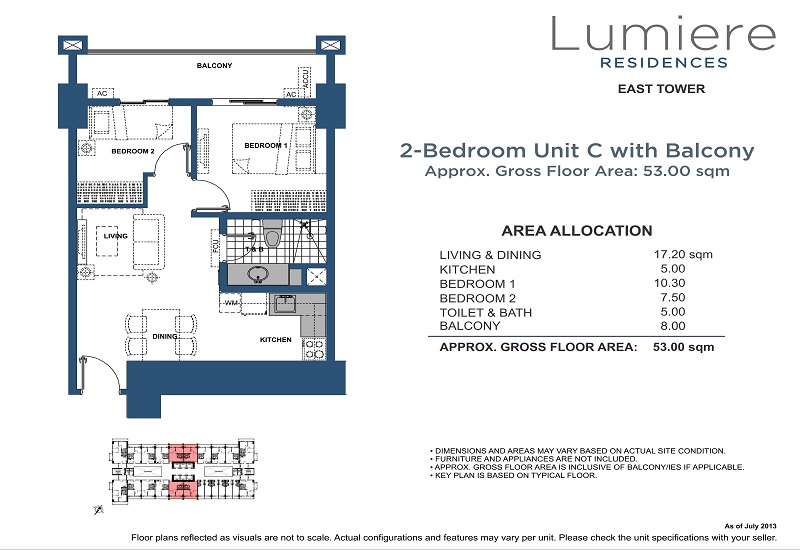 Lumiere
RESIDENCES
EAST TOWER
2-Bedroom Unit C with Balcony
Approx. Gross Floor Area: 53.00 sqm
AREA ALLOCATION
LIVING & DINING 17.20 sqm
KITCHEN 5.00
BEDROOM 1 10.30
BEDROOM 2 7.50
TOILET & BATH 5.00
BALCONY 8.00
APPROX. GROSS FLOOR AREA: 53.00 sqm
BALCONY
ACCU
AC
AC
BEDROOM 2
BEDROOM 1
LIVING
FCU
T & B
WM
DINING
KITCHEN
• DIMENSIONS AND AREAS MAY VARY BASED ON ACTUAL SITE CONDITION.
• FURNITURE AND APPLIANCES ARE NOT INCLUDED.
• APPROX. GROSS FLOOR AREA IS INCLUSIVE OF BALCONY/IES IF APPLICABLE.
• KEY PLAN IS BASED ON TYPICAL FLOOR.
As of July 2013
Floor plans reflected as visuals are not to scale. Actual configurations and features may vary per unit. Please check the unit specifications with your seller.